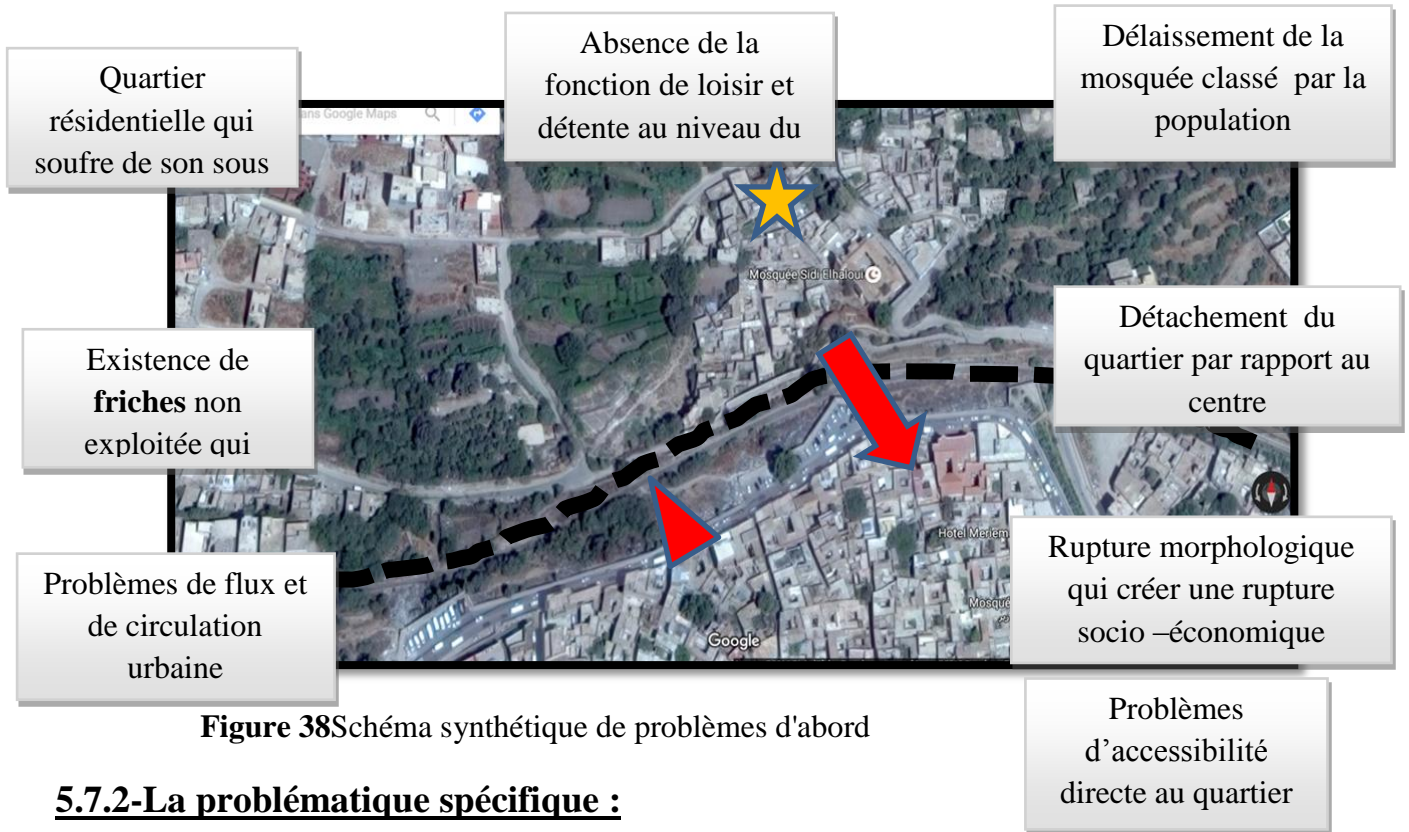 Quartier
résidentielle qui
soufre de son sous
Absence de la
fonction de loisir et
détente au niveau du
Délaissement de la
mosquée classé par la
population
ans Google Maps
Mosquée Sidi Elhaloui
Existence de
friches non
exploitée qui
Détachement du
quartier par rapport au
centre
Problèmes de flux et
de circulation
urbaine
Hotel Meriem
Mosqué
Google
Rupture morphologique
qui créer une rupture
socio –économique
Problèmes
d’accessibilité
directe au quartier
Figure 38Schéma synthétique de problèmes d'abord
5.7.2-La problématique spécifique :